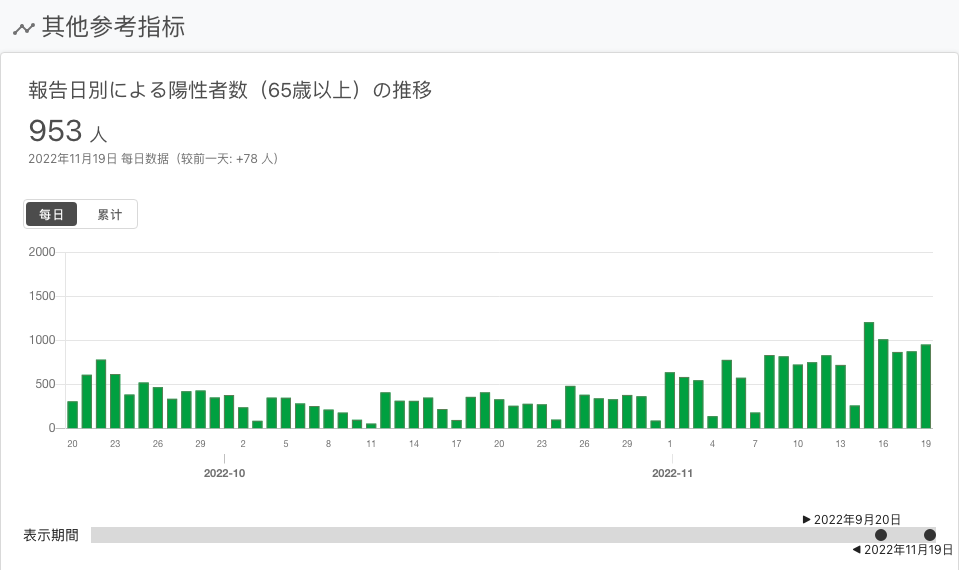 其他参考指标
報告日別による陽性者数（65歳以上）の推移
953 人
2022年11月19日 每日数据（较前一天: +78 人）
每日 累计
2000
1500
1000
500
0
20 23 26 29 2 5 8 11 14 17 20 23 26 29 1 4 7 10 13 16 19
2022-10 2022-11
▶ 2022年9月20日
表示期間
◀ 2022年11月19日